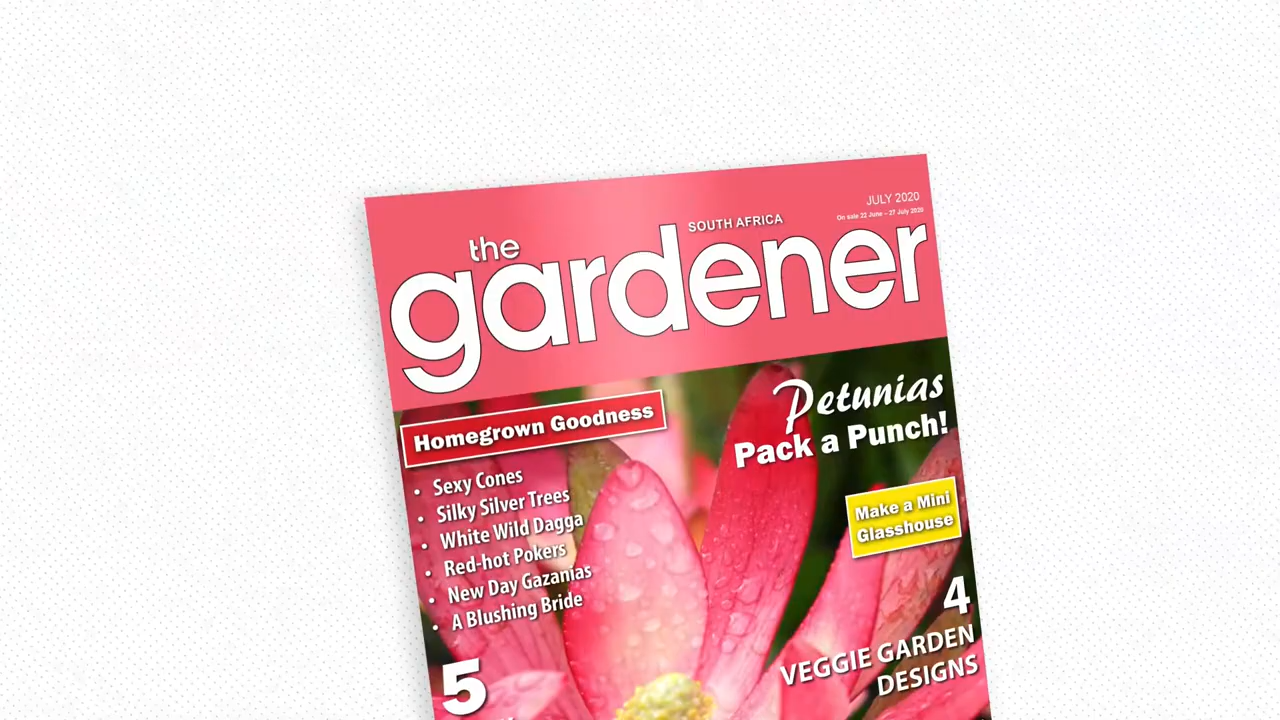 JULY 2020
On sale 22 June – 27 July 2020
SOUTH AFRICA
the
gardener
Petunias
Pack a Punch!
Homegrown Goodness
• Sexy Cones
• Silky Silver Trees
• White Wild Dagga
• Red-hot Pokers
• New Day Gazanias
• A Blushing Bride
Make a Mini
Glasshouse
4
VEGGIE GARDEN
DESIGNS
5